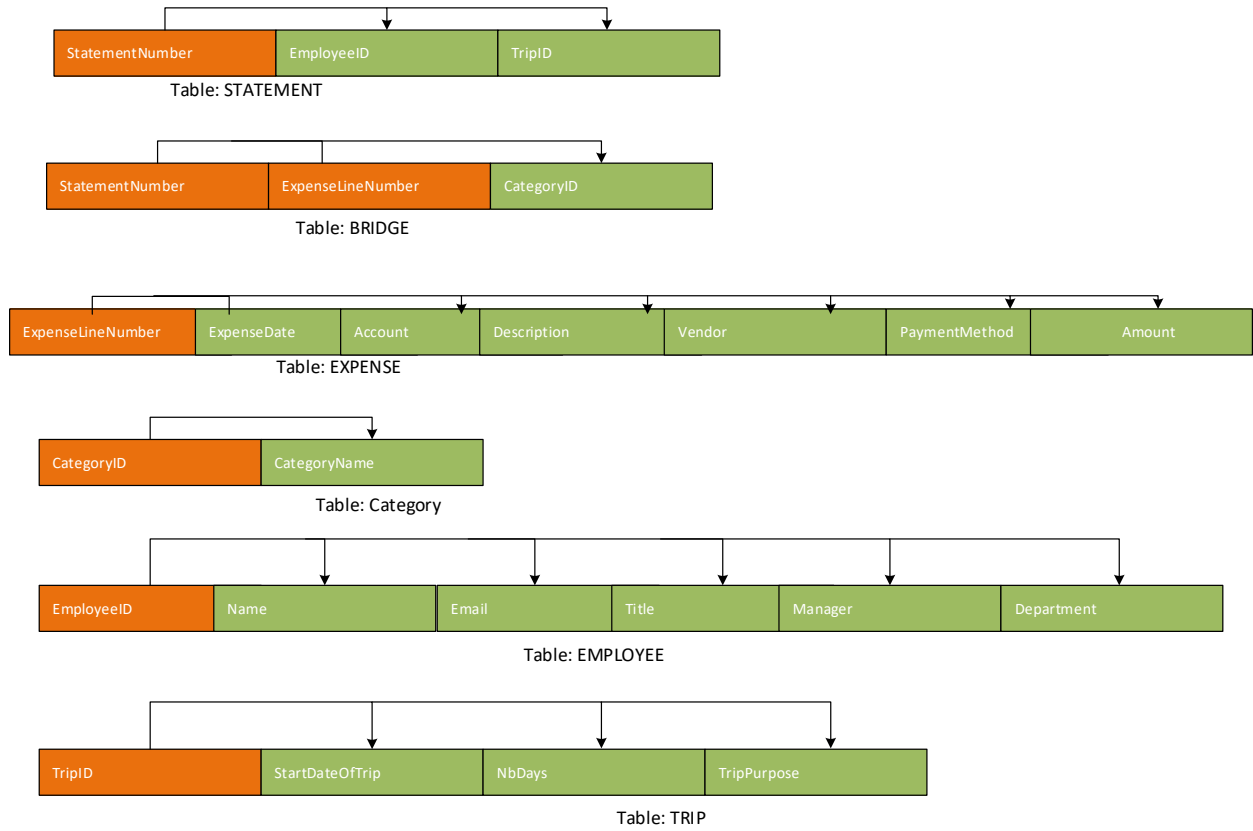 StatementNumber EmployeeID TripID
Table: STATEMENT
StatementNumber ExpenseLineNumber CategoryID
Table: BRIDGE
ExpenseLineNumber ExpenseDate Account Description Vendor PaymentMethod Amount
Table: EXPENSE
CategoryID CategoryName
Table: Category
EmployeeID Name Email Title Manager Department
Table: EMPLOYEE
TripID StartDateOfTrip NbDays TripPurpose
Table: TRIP